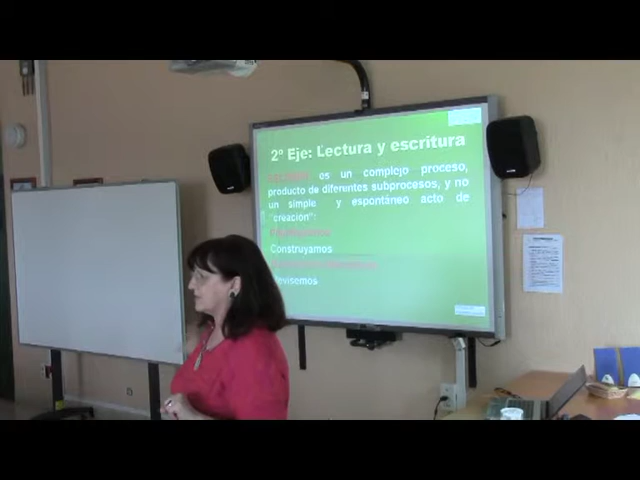 2º Eje: Lectura y escritura
es un complejo proceso,
producto de diferentes subprocesos, y no
un simple y espontáneo acto de
"creación":
Construyamos
evisemos